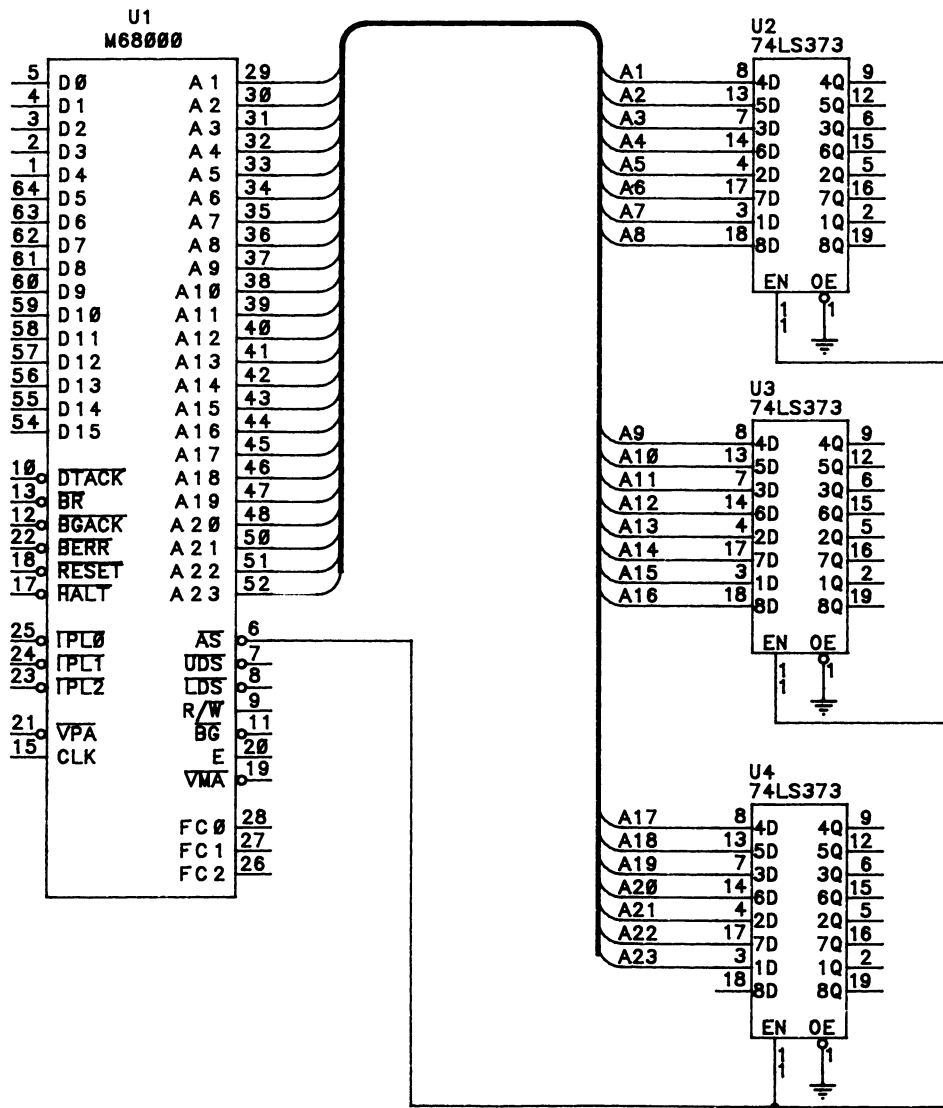 U1
M68000
5 D0 A1 29
4 D1 A2 30
3 D2 A3 31
2 D3 A4 32
1 D4 A5 33
64 D5 A6 34
63 D6 A7 35
62 D7 A8 36
61 D8 A9 37
60 D9 A10 38
59 D10 A11 39
58 D11 A12 40
57 D12 A13 41
56 D13 A14 42
55 D14 A15 43
54 D15 A16 44
A17 45
10 DTACK A18 46
13 BR A19 47
12 BGACK A20 48
22 BERR A21 50
18 RESET A22 51
17 HALT A23 52
25 IPL0 AS 6
24 IPL1 UDS 7
23 IPL2 LDS 8
R/W 9
21 VPA BG 11
15 CLK E 20
VMA 19
FC0 28
FC1 27
FC2 26
U2
74LS373
A1 8 4D 4Q 9
A2 13 5D 5Q 12
A3 7 3D 3Q 6
A4 14 6D 6Q 15
A5 4 2D 2Q 5
A6 17 7D 7Q 16
A7 3 1D 1Q 2
A8 18 8D 8Q 19
EN OE
11 1
U3
74LS373
A9 8 4D 4Q 9
A10 13 5D 5Q 12
A11 7 3D 3Q 6
A12 14 6D 6Q 15
A13 4 2D 2Q 5
A14 17 7D 7Q 16
A15 3 1D 1Q 2
A16 18 8D 8Q 19
EN OE
11 1
U4
74LS373
A17 8 4D 4Q 9
A18 13 5D 5Q 12
A19 7 3D 3Q 6
A20 14 6D 6Q 15
A21 4 2D 2Q 5
A22 17 7D 7Q 16
A23 3 1D 1Q 2
18 8D 8Q 19
EN OE
11 1